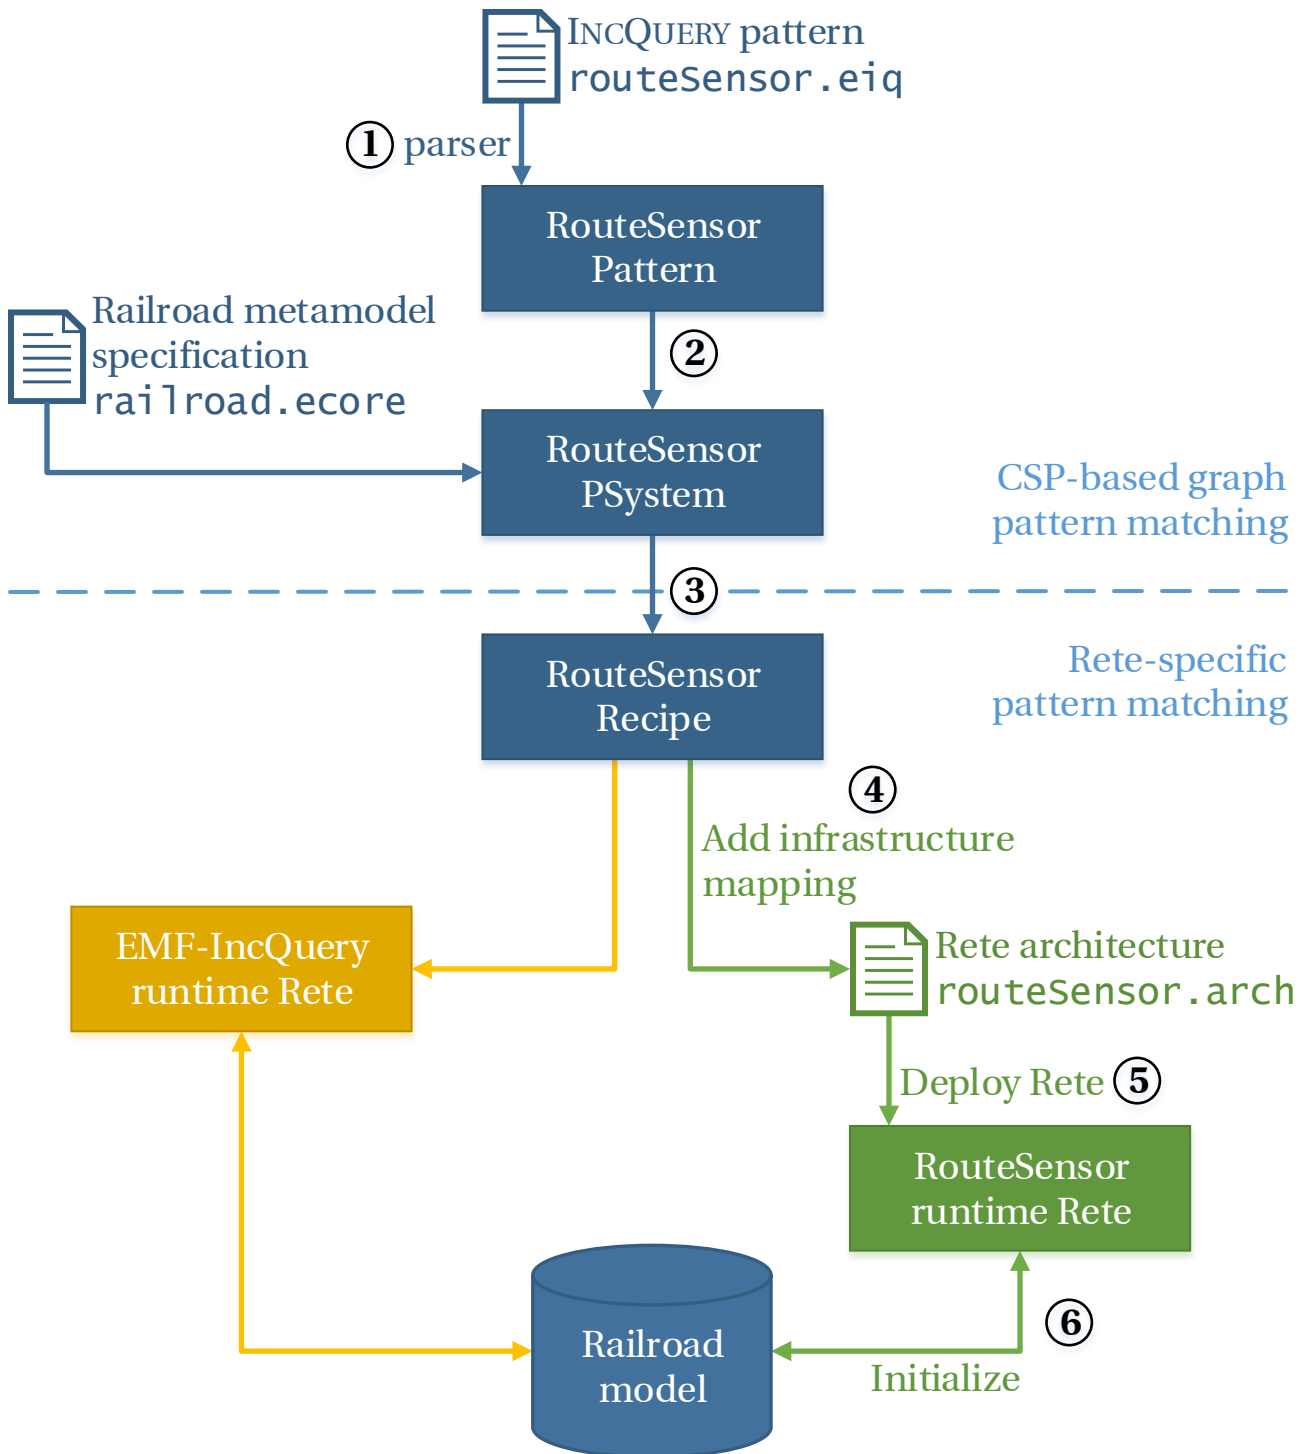 INCQUERY pattern
routeSensor.eiq
1 parser
RouteSensor
Pattern
Railroad metamodel
specification
railroad.ecore
2
RouteSensor
PSystem
CSP-based graph
pattern matching
3
RouteSensor
Recipe
Rete-specific
pattern matching
4
Add infrastructure
mapping
EMF-IncQuery
runtime Rete
Rete architecture
routeSensor.arch
Deploy Rete 5
RouteSensor
runtime Rete
6
Initialize
Railroad
model